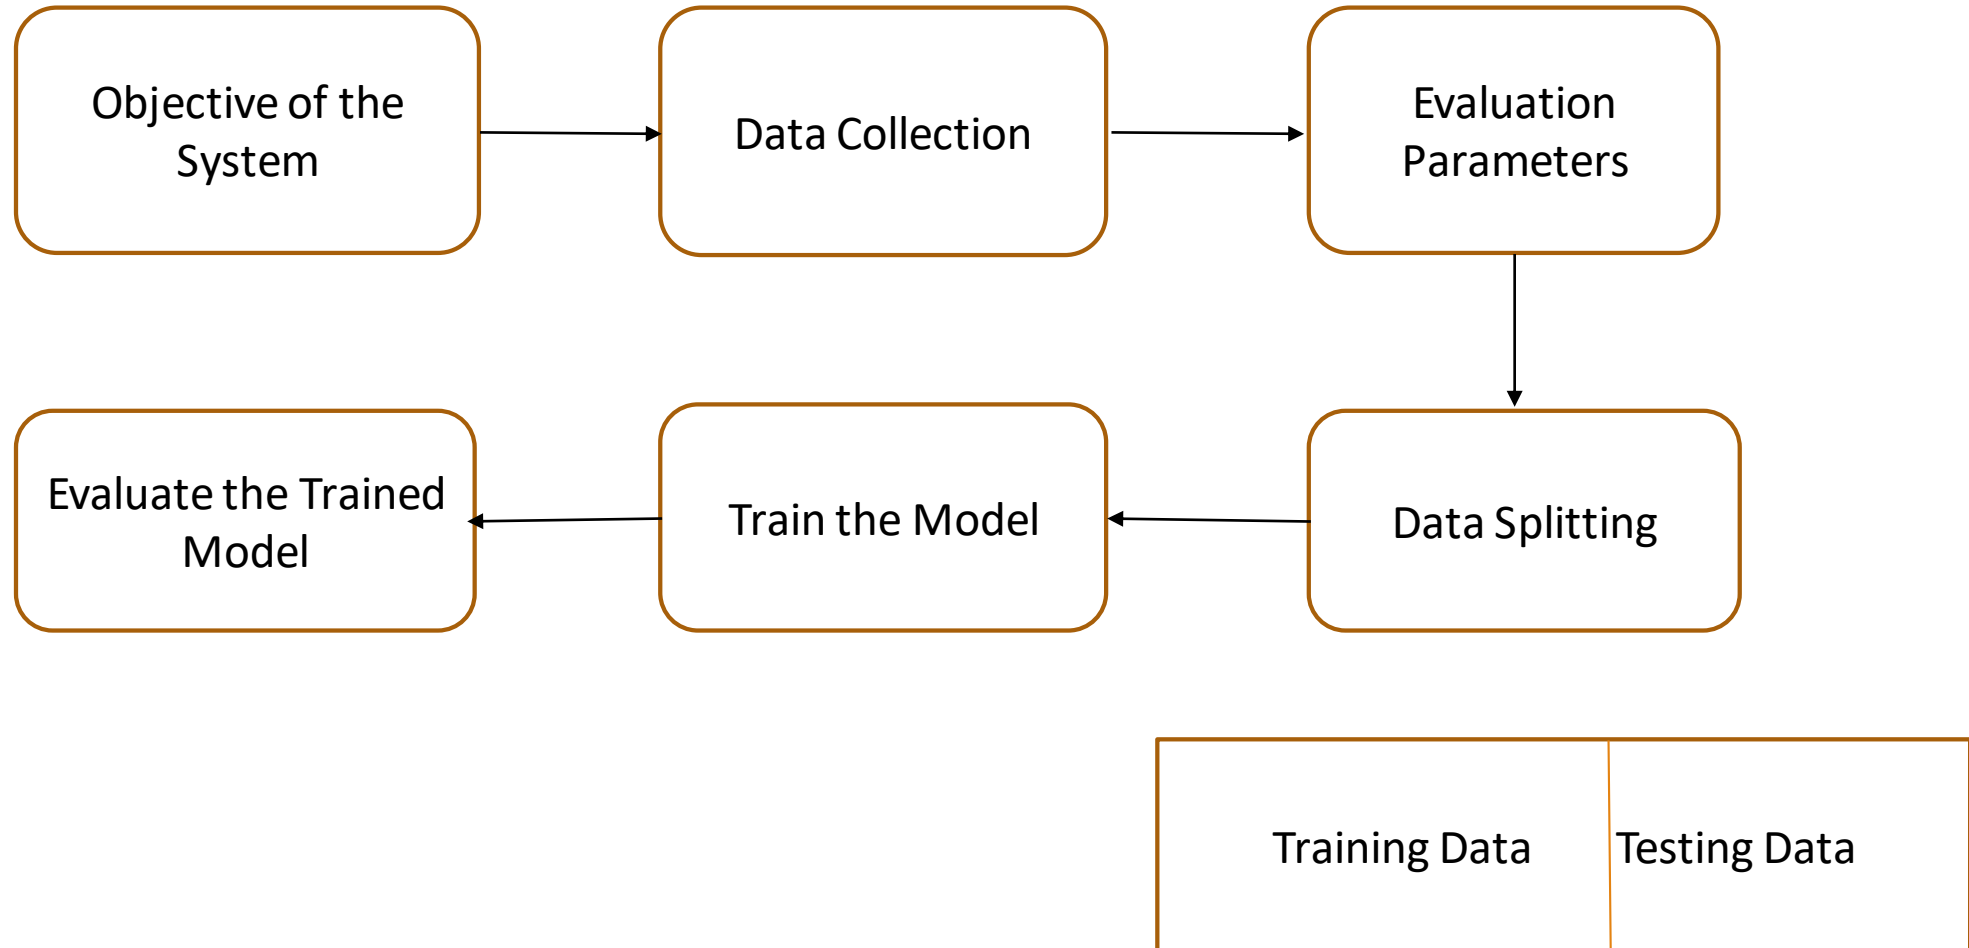 Objective of the
System
Data Collection
Evaluation
Parameters
Evaluate the Trained
Model
Train the Model
Data Splitting
Training Data
Testing Data